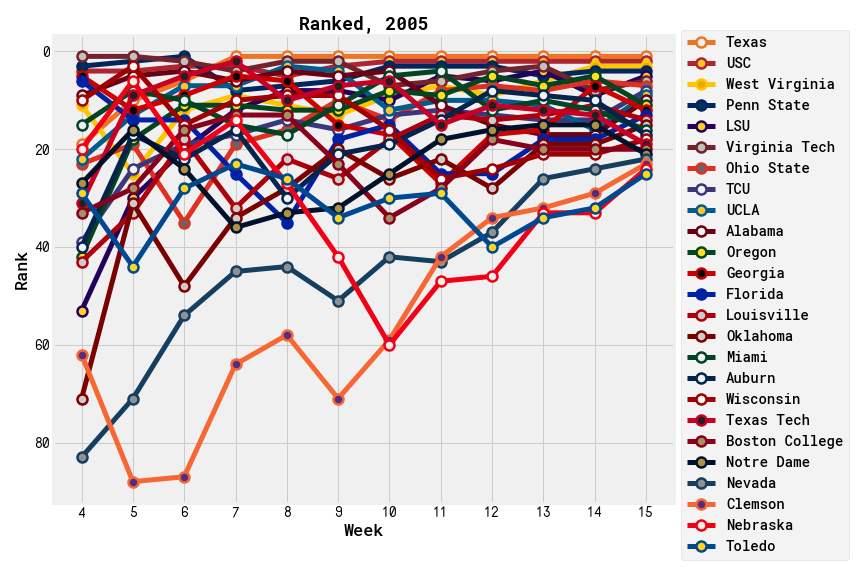 Ranked, 2005
Rank
0
20
40
60
80
4 5 6 7 8 9 10 11 12 13 14 15
Week
Texas
USC
West Virginia
Penn State
LSU
Virginia Tech
Ohio State
TCU
UCLA
Alabama
Oregon
Georgia
Florida
Louisville
Oklahoma
Miami
Auburn
Wisconsin
Texas Tech
Boston College
Notre Dame
Nevada
Clemson
Nebraska
Toledo